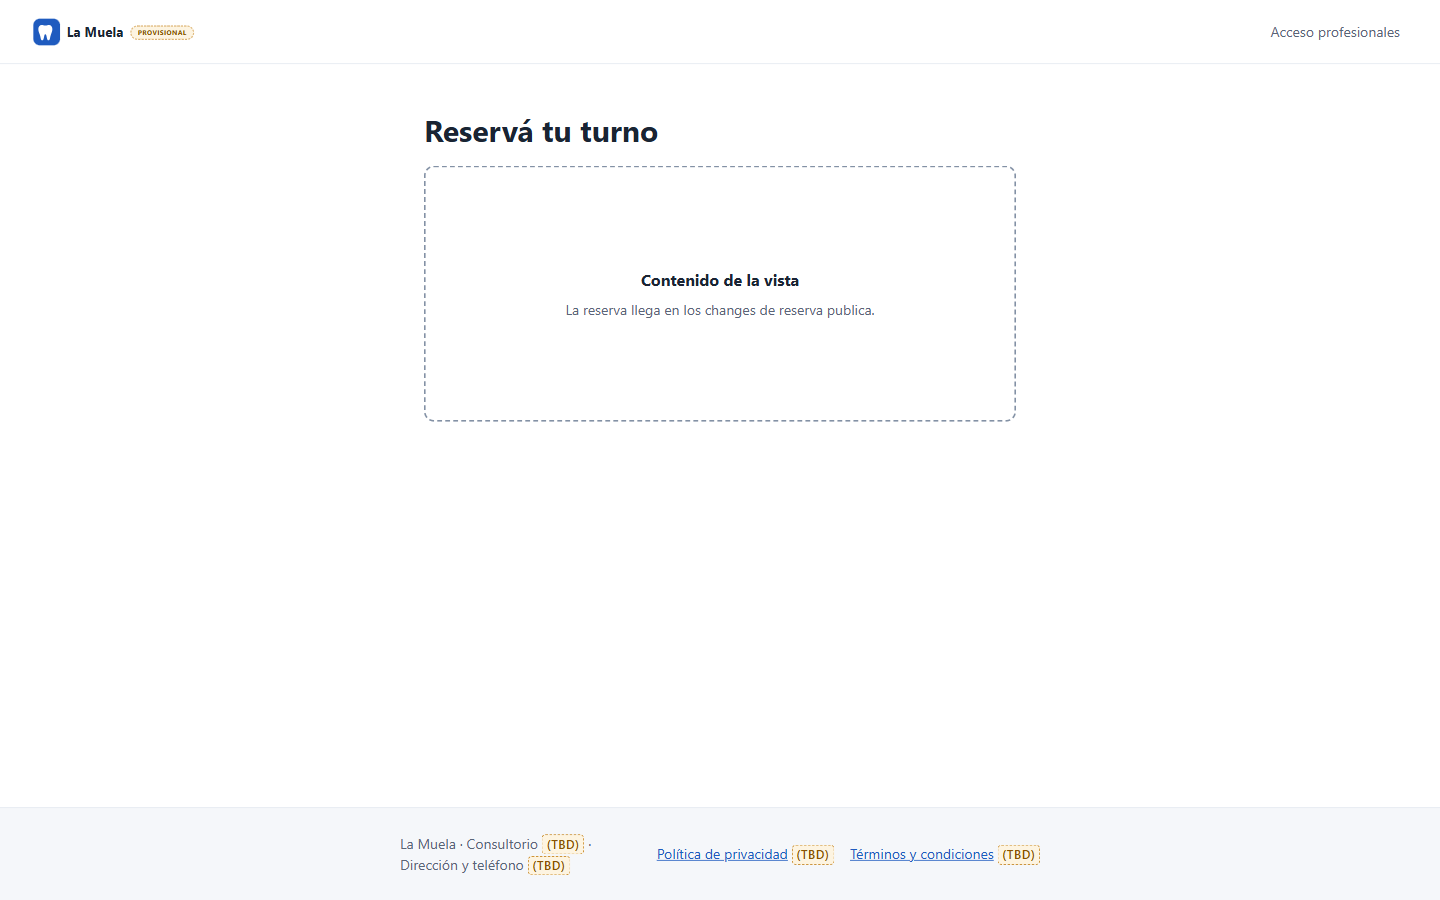 La Muela PROVISIONAL
Acceso profesionales
Reservá tu turno
Contenido de la vista
La reserva llega en los changes de reserva publica.
La Muela · Consultorio (TBD) ·
Dirección y teléfono (TBD)
Política de privacidad (TBD) Términos y condiciones (TBD)